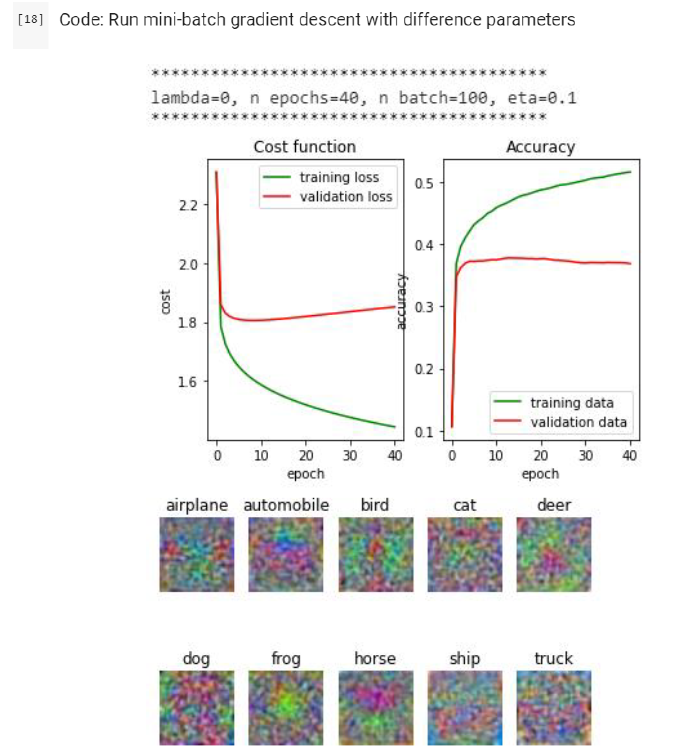 [18] Code: Run mini-batch gradient descent with difference parameters
****************************************
lambda=0, n epochs=40, n batch=100, eta=0.1
****************************************
Cost function
training loss
validation loss
2.2
2.0
1.8
1.6
cost
0 10 20 30 40
epoch
Accuracy
0.5
0.4
0.3
0.2
0.1
accuracy
training data
validation data
0 10 20 30 40
epoch
airplane automobile bird cat deer
dog frog horse ship truck